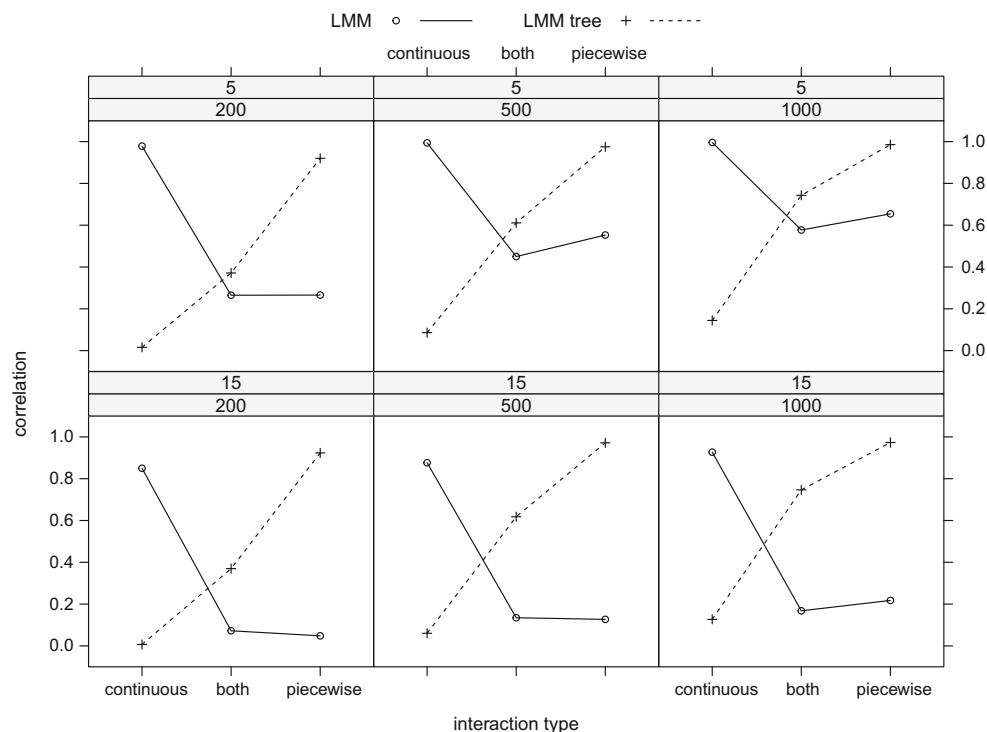 LMM LMM tree
continuous both piecewise
5 5 5
200 500 1000
1.0
0.8
0.6
0.4
0.2
0.0
15 15 15
200 500 1000
1.0
0.8
0.6
0.4
0.2
0.0
correlation
continuous both piecewise continuous both piecewise
interaction type